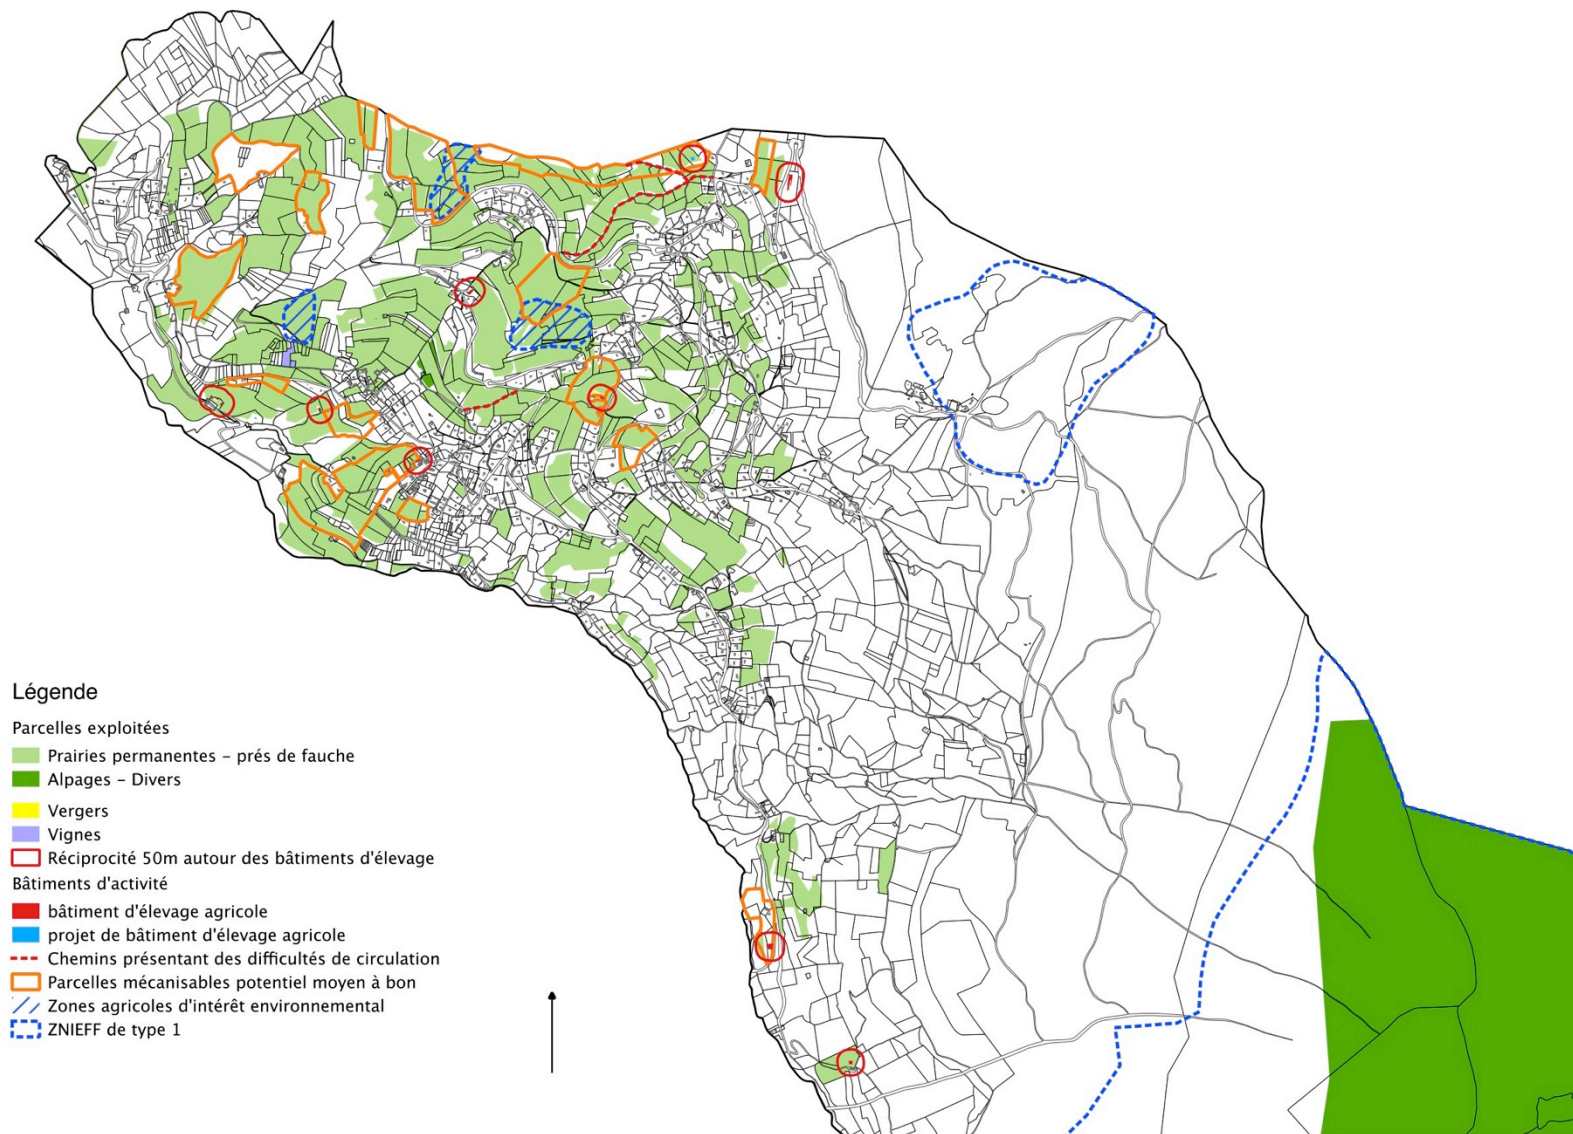 Légende
Parcelles exploitées
Prairies permanentes – prés de fauche
Alpages – Divers
Vergers
Vignes
Réciprocité 50m autour des bâtiments d'élevage
Bâtiments d'activité
bâtiment d'élevage agricole
projet de bâtiment d'élevage agricole
Chemins présentant des difficultés de circulation
Parcelles mécanisables potentiel moyen à bon
Zones agricoles d'intérêt environnemental
ZNIEFF de type 1